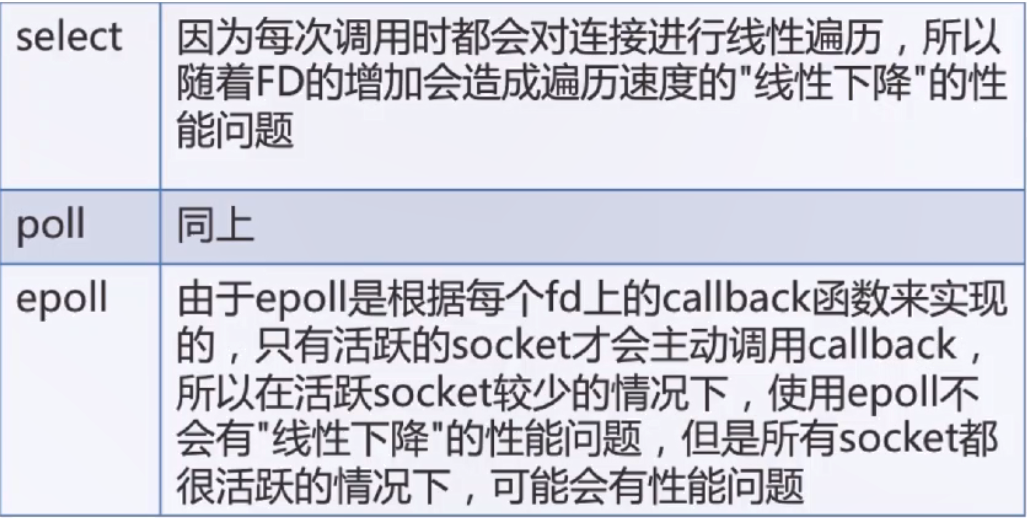 select
因为每次调用时都会对连接进行线性遍历，所以
随着FD的增加会造成遍历速度的"线性下降"的性
能问题
poll
同上
epoll
由于epoll是根据每个fd上的callback函数来实现
的，只有活跃的socket才会主动调用callback，
所以在活跃socket较少的情况下，使用epoll不
会有"线性下降"的性能问题，但是所有socket都
很活跃的情况下，可能会有性能问题